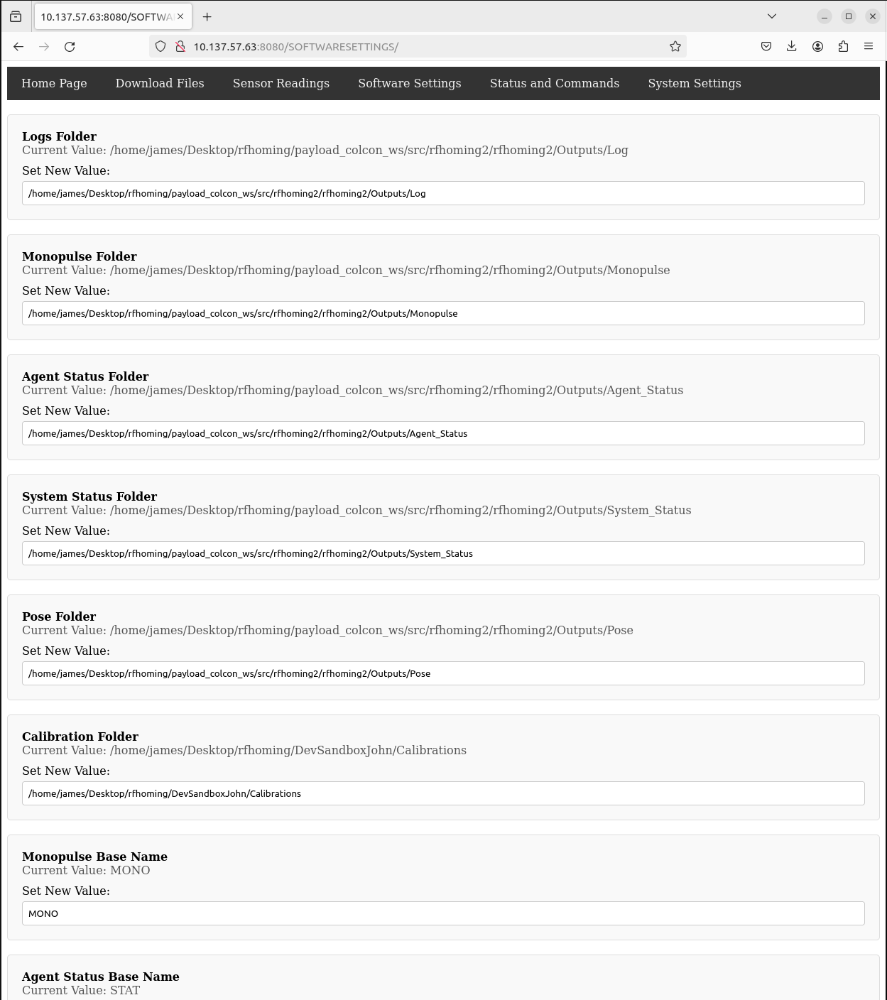 10.137.57.63:8080/SOFTWA
10.137.57.63:8080/SOFTWARESETTINGS/
Home Page Download Files Sensor Readings Software Settings Status and Commands System Settings
Logs Folder
Current Value: /home/james/Desktop/rfhoming/payload_colcon_ws/src/rfhoming2/rfhoming2/Outputs/Log
Set New Value:
/home/james/Desktop/rfhoming/payload_colcon_ws/src/rfhoming2/rfhoming2/Outputs/Log
Monopulse Folder
Current Value: /home/james/Desktop/rfhoming/payload_colcon_ws/src/rfhoming2/rfhoming2/Outputs/Monopulse
Set New Value:
/home/james/Desktop/rfhoming/payload_colcon_ws/src/rfhoming2/rfhoming2/Outputs/Monopulse
Agent Status Folder
Current Value: /home/james/Desktop/rfhoming/payload_colcon_ws/src/rfhoming2/rfhoming2/Outputs/Agent_Status
Set New Value:
/home/james/Desktop/rfhoming/payload_colcon_ws/src/rfhoming2/rfhoming2/Outputs/Agent_Status
System Status Folder
Current Value: /home/james/Desktop/rfhoming/payload_colcon_ws/src/rfhoming2/rfhoming2/Outputs/System_Status
Set New Value:
/home/james/Desktop/rfhoming/payload_colcon_ws/src/rfhoming2/rfhoming2/Outputs/System_Status
Pose Folder
Current Value: /home/james/Desktop/rfhoming/payload_colcon_ws/src/rfhoming2/rfhoming2/Outputs/Pose
Set New Value:
/home/james/Desktop/rfhoming/payload_colcon_ws/src/rfhoming2/rfhoming2/Outputs/Pose
Calibration Folder
Current Value: /home/james/Desktop/rfhoming/DevSandboxJohn/Calibrations
Set New Value:
/home/james/Desktop/rfhoming/DevSandboxJohn/Calibrations
Monopulse Base Name
Current Value: MONO
Set New Value:
MONO
Agent Status Base Name
Current Value: STAT